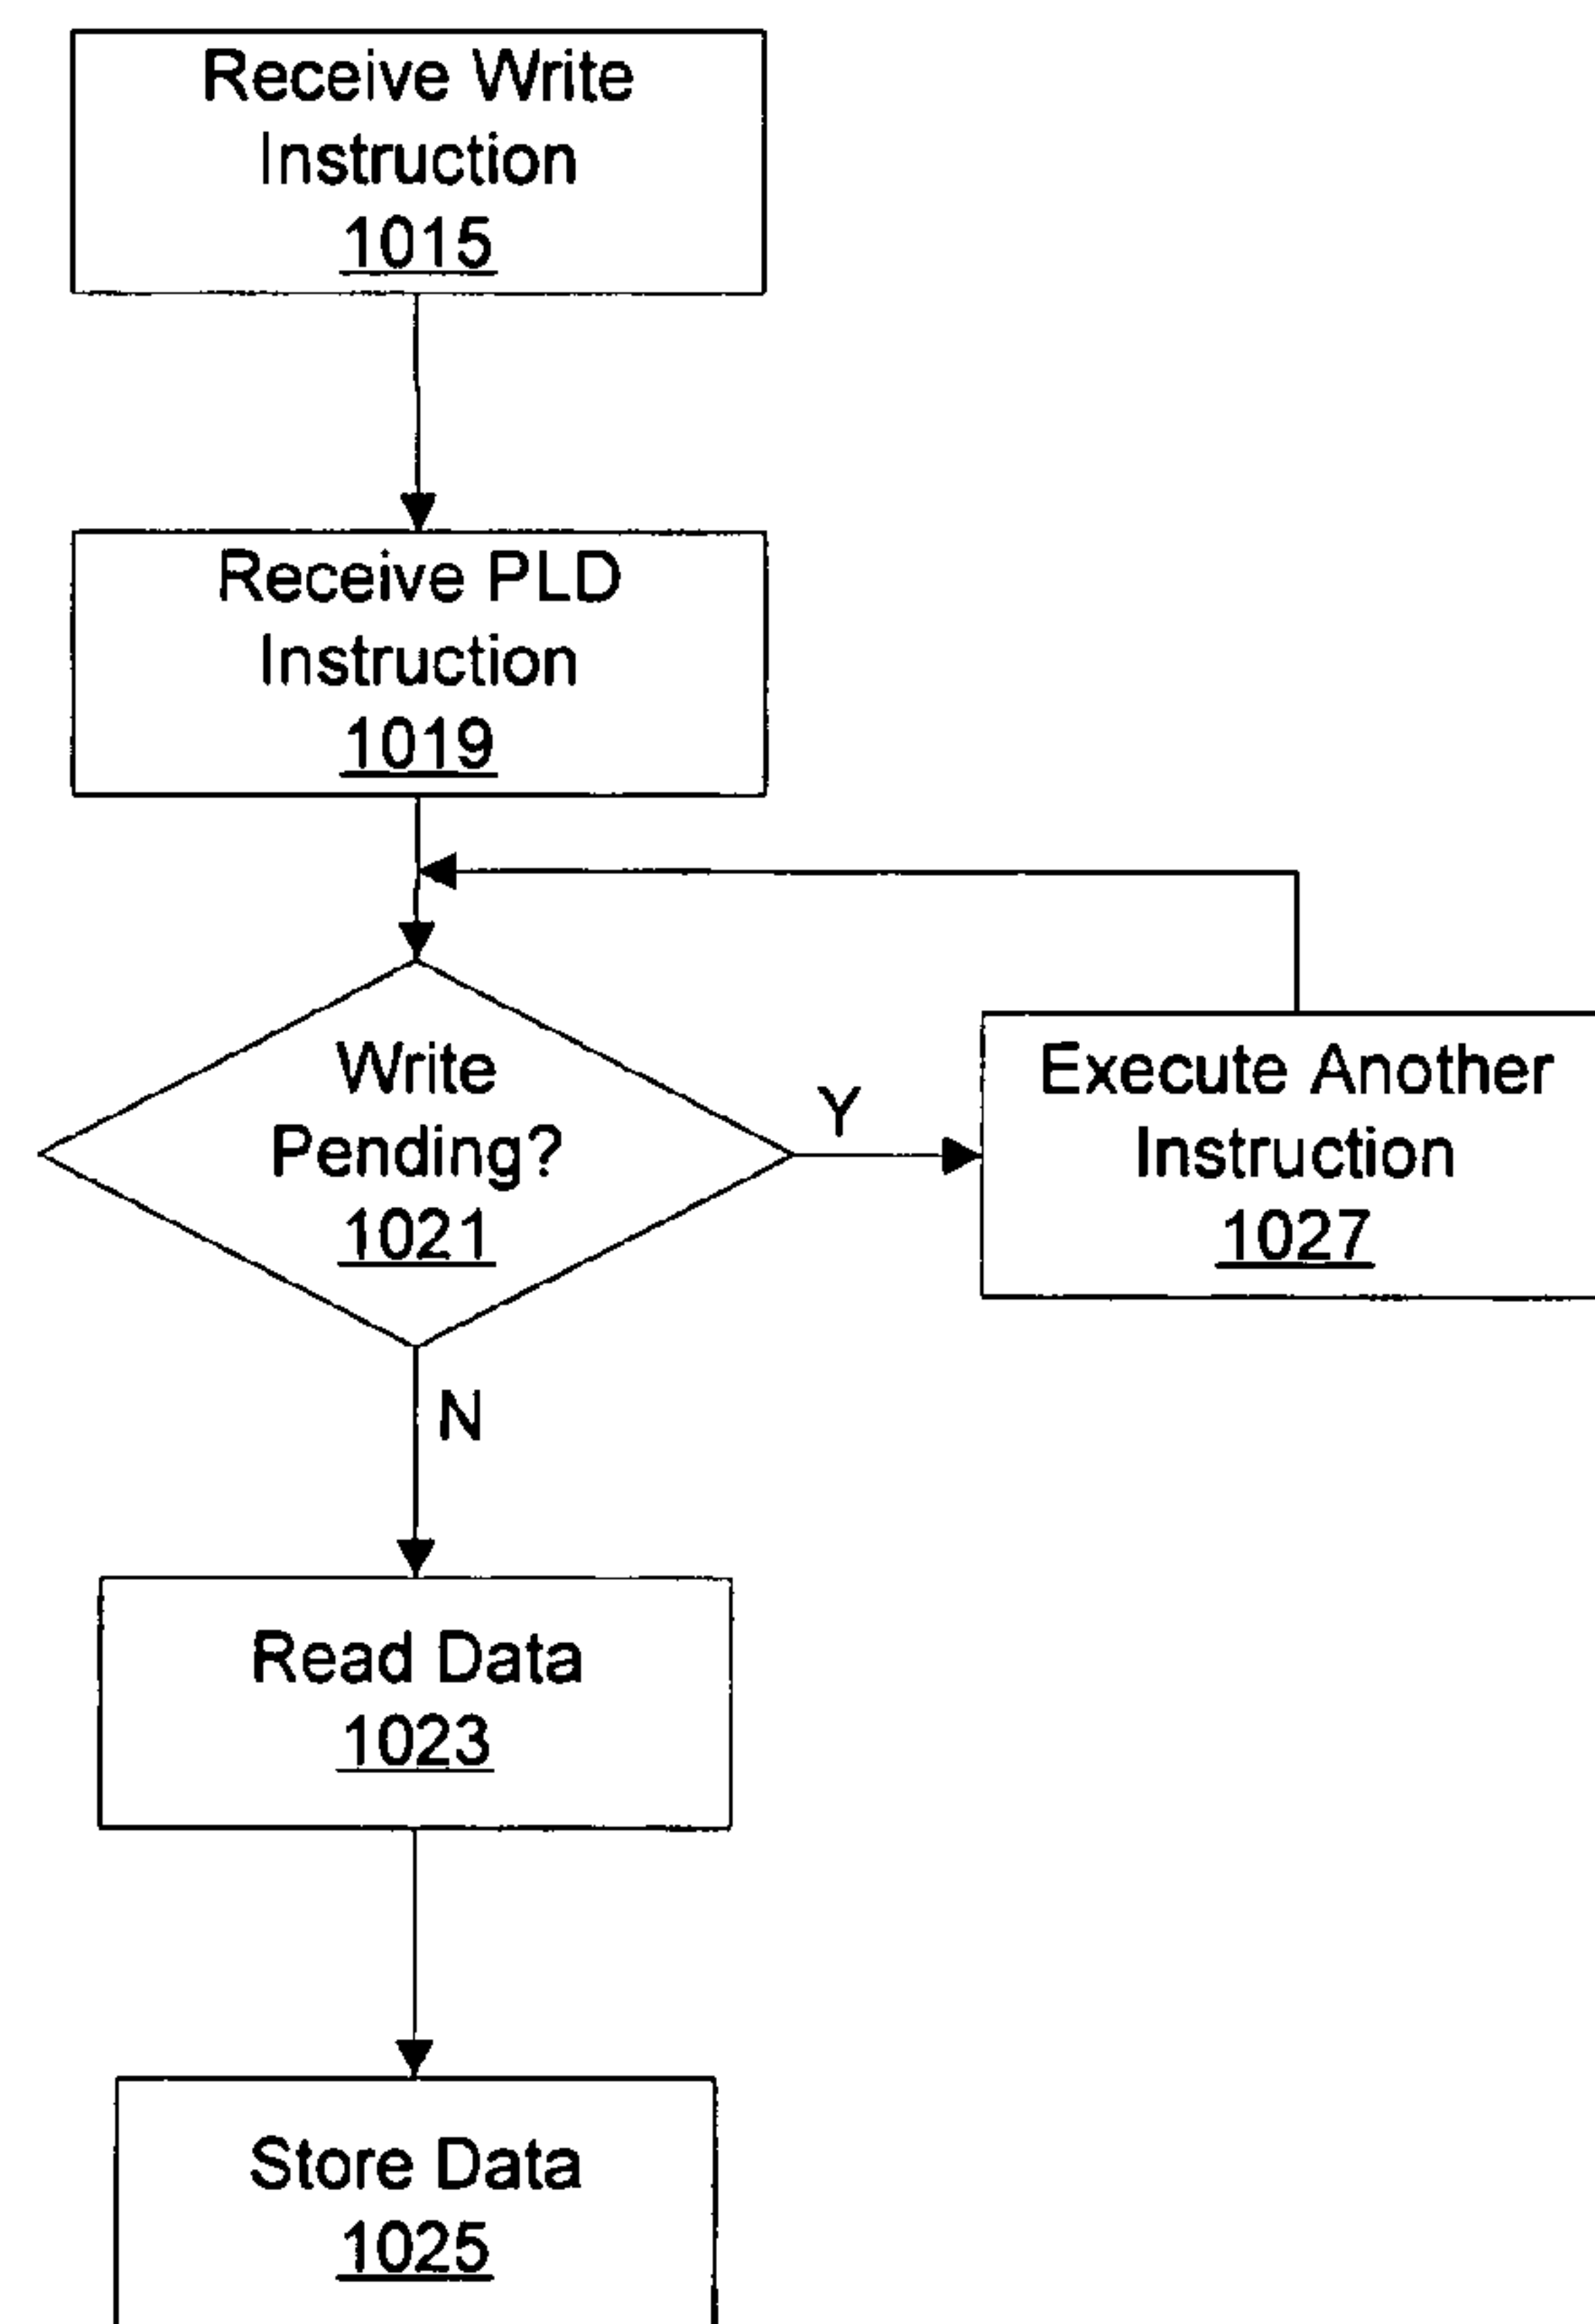 Receive Write
Instruction
1015
Receive PLD
Instruction
1019
Write
Pending?
1021
Y
Execute Another
Instruction
1027
N
Read Data
1023
Store Data
1025